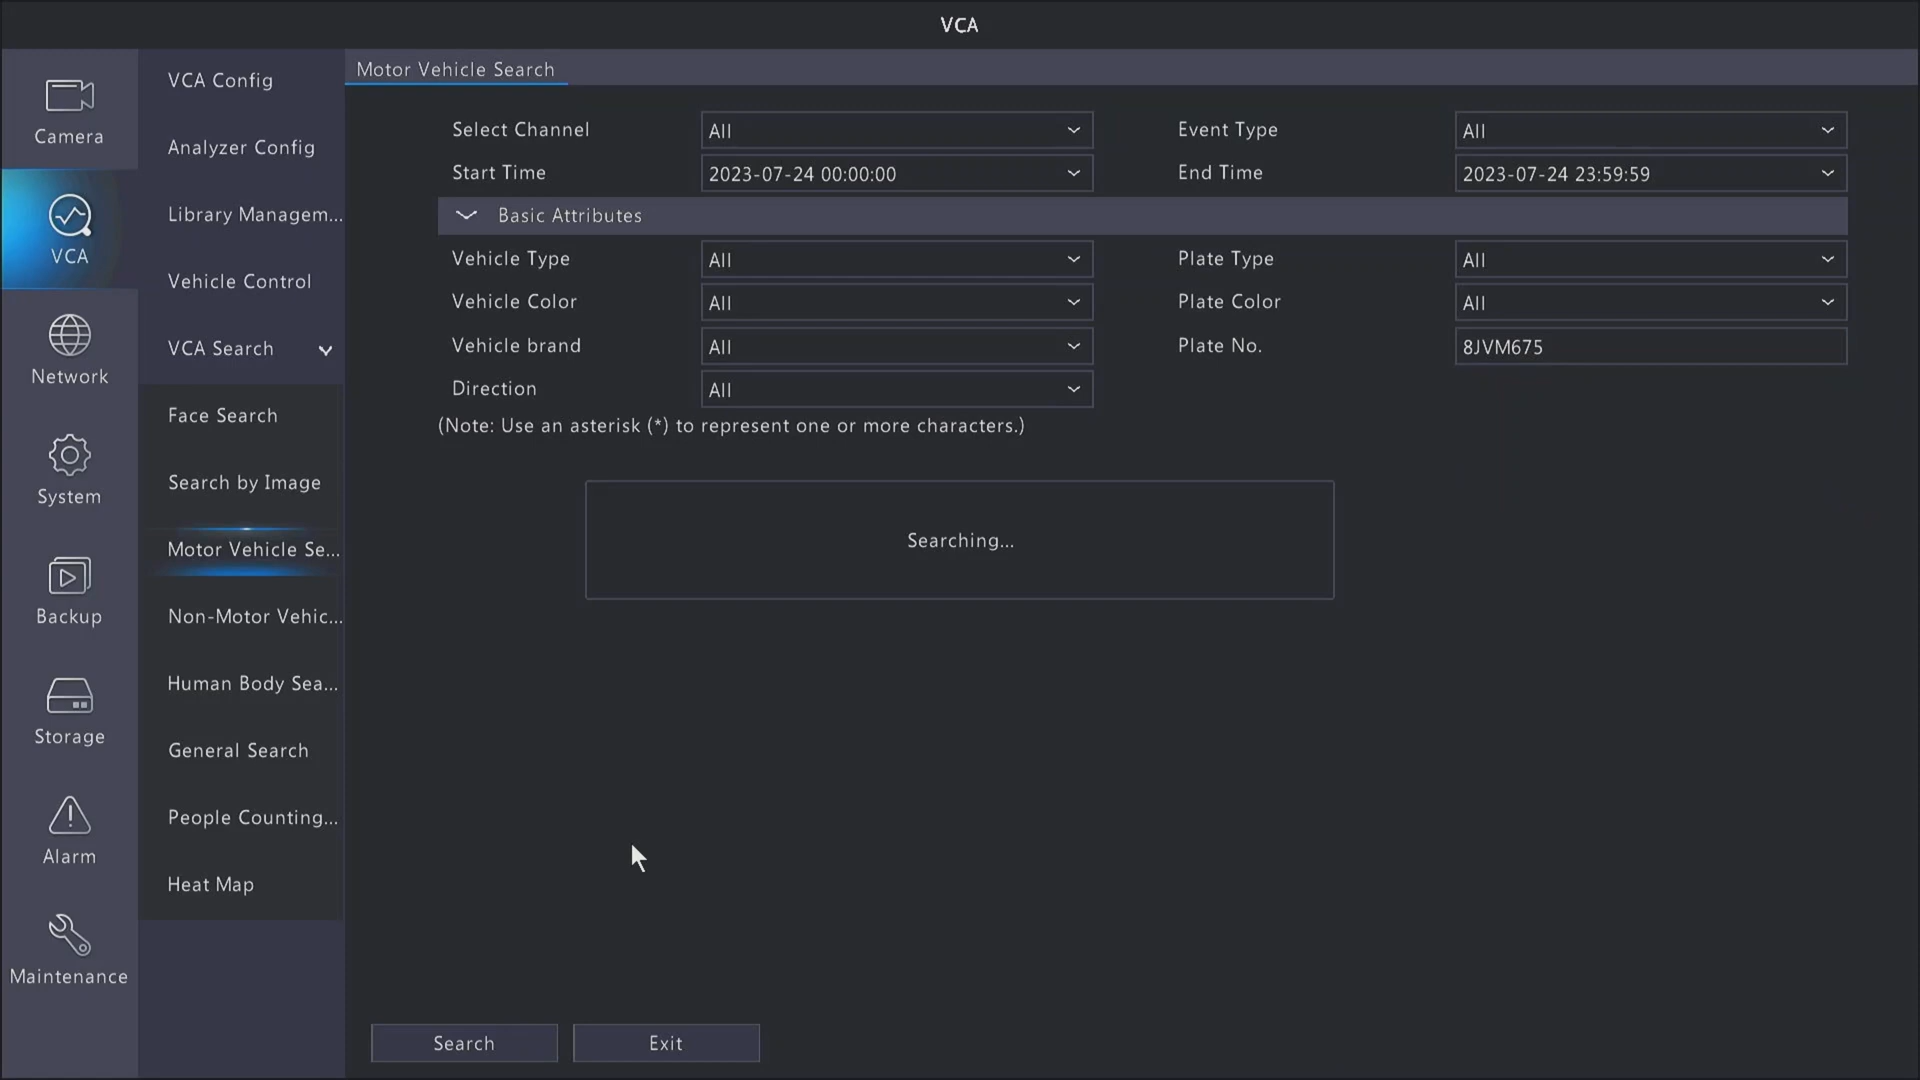 VCA
Camera
VCA
Network
System
Backup
Storage
Alarm
Maintenance
VCA Config
Analyzer Config
Library Managem...
Vehicle Control
VCA Search
Face Search
Search by Image
Motor Vehicle Se...
Non-Motor Vehic...
Human Body Sea...
General Search
People Counting...
Heat Map
Motor Vehicle Search
Select Channel All Event Type All
Start Time 2023-07-24 00:00:00 End Time 2023-07-24 23:59:59
Basic Attributes
Vehicle Type All Plate Type All
Vehicle Color All Plate Color All
Vehicle brand All Plate No. 8JVM675
Direction All
(Note: Use an asterisk (*) to represent one or more characters.)
Searching...
Search Exit